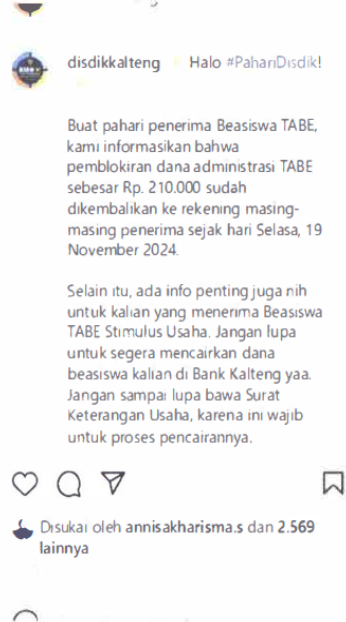 disdikkalteng Halo #PahariDisdik!
Buat pahari penerima Beasiswa TABE,
kami informasikan bahwa
pemblokiran dana administrasi TABE
sebesar Rp. 210.000 sudah
dikembalikan ke rekening masing-
masing penerima sejak hari Selasa, 19
November 2024.
Selain itu, ada info penting juga nih
untuk kalian yang menerima Beasiswa
TABE Stimulus Usaha. Jangan lupa
untuk segera mencairkan dana
beasiswa kalian di Bank Kalteng yaa.
Jangan sampai lupa bawa Surat
Keterangan Usaha, karena ini wajib
untuk proses pencairannya.
Disukai oleh annisakharisma.s dan 2.569
lainnya